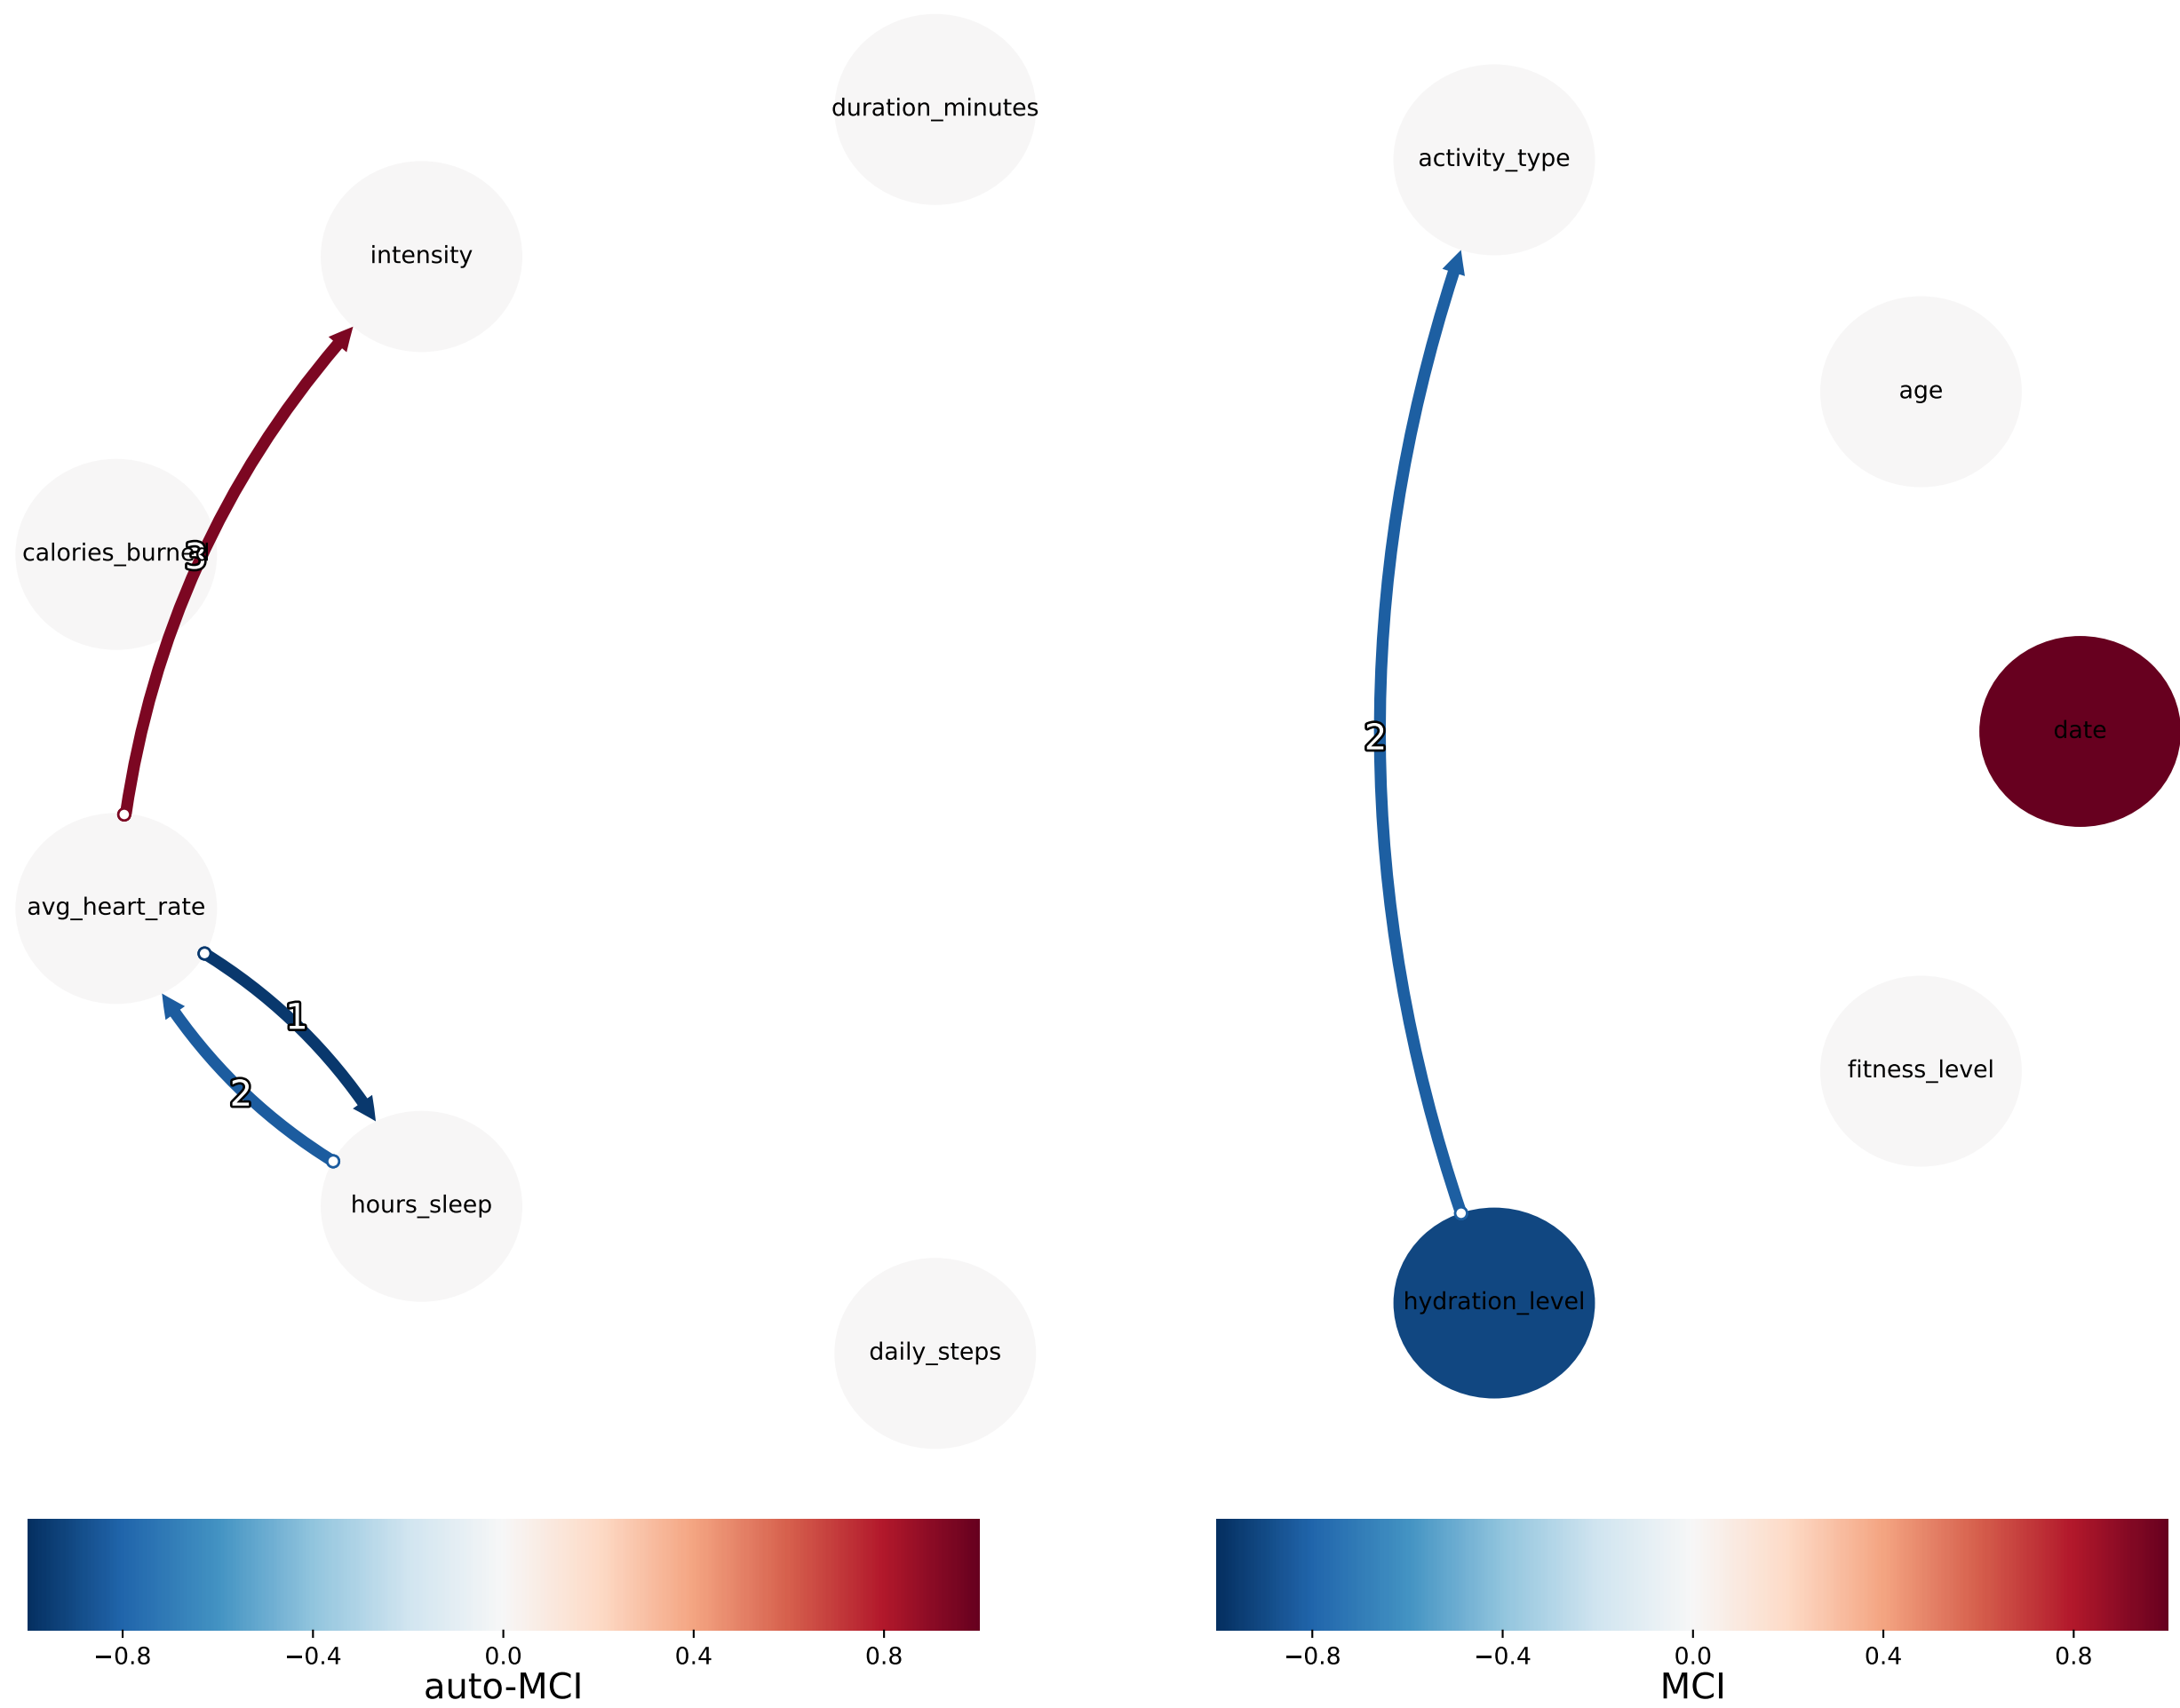 duration_minutes
activity_type
intensity
age
calories_burned
3
date
2
avg_heart_rate
1
fitness_level
2
hours_sleep
hydration_level
daily_steps
−0.8 −0.4 0.0 0.4 0.8
auto-MCI
−0.8 −0.4 0.0 0.4 0.8
MCI